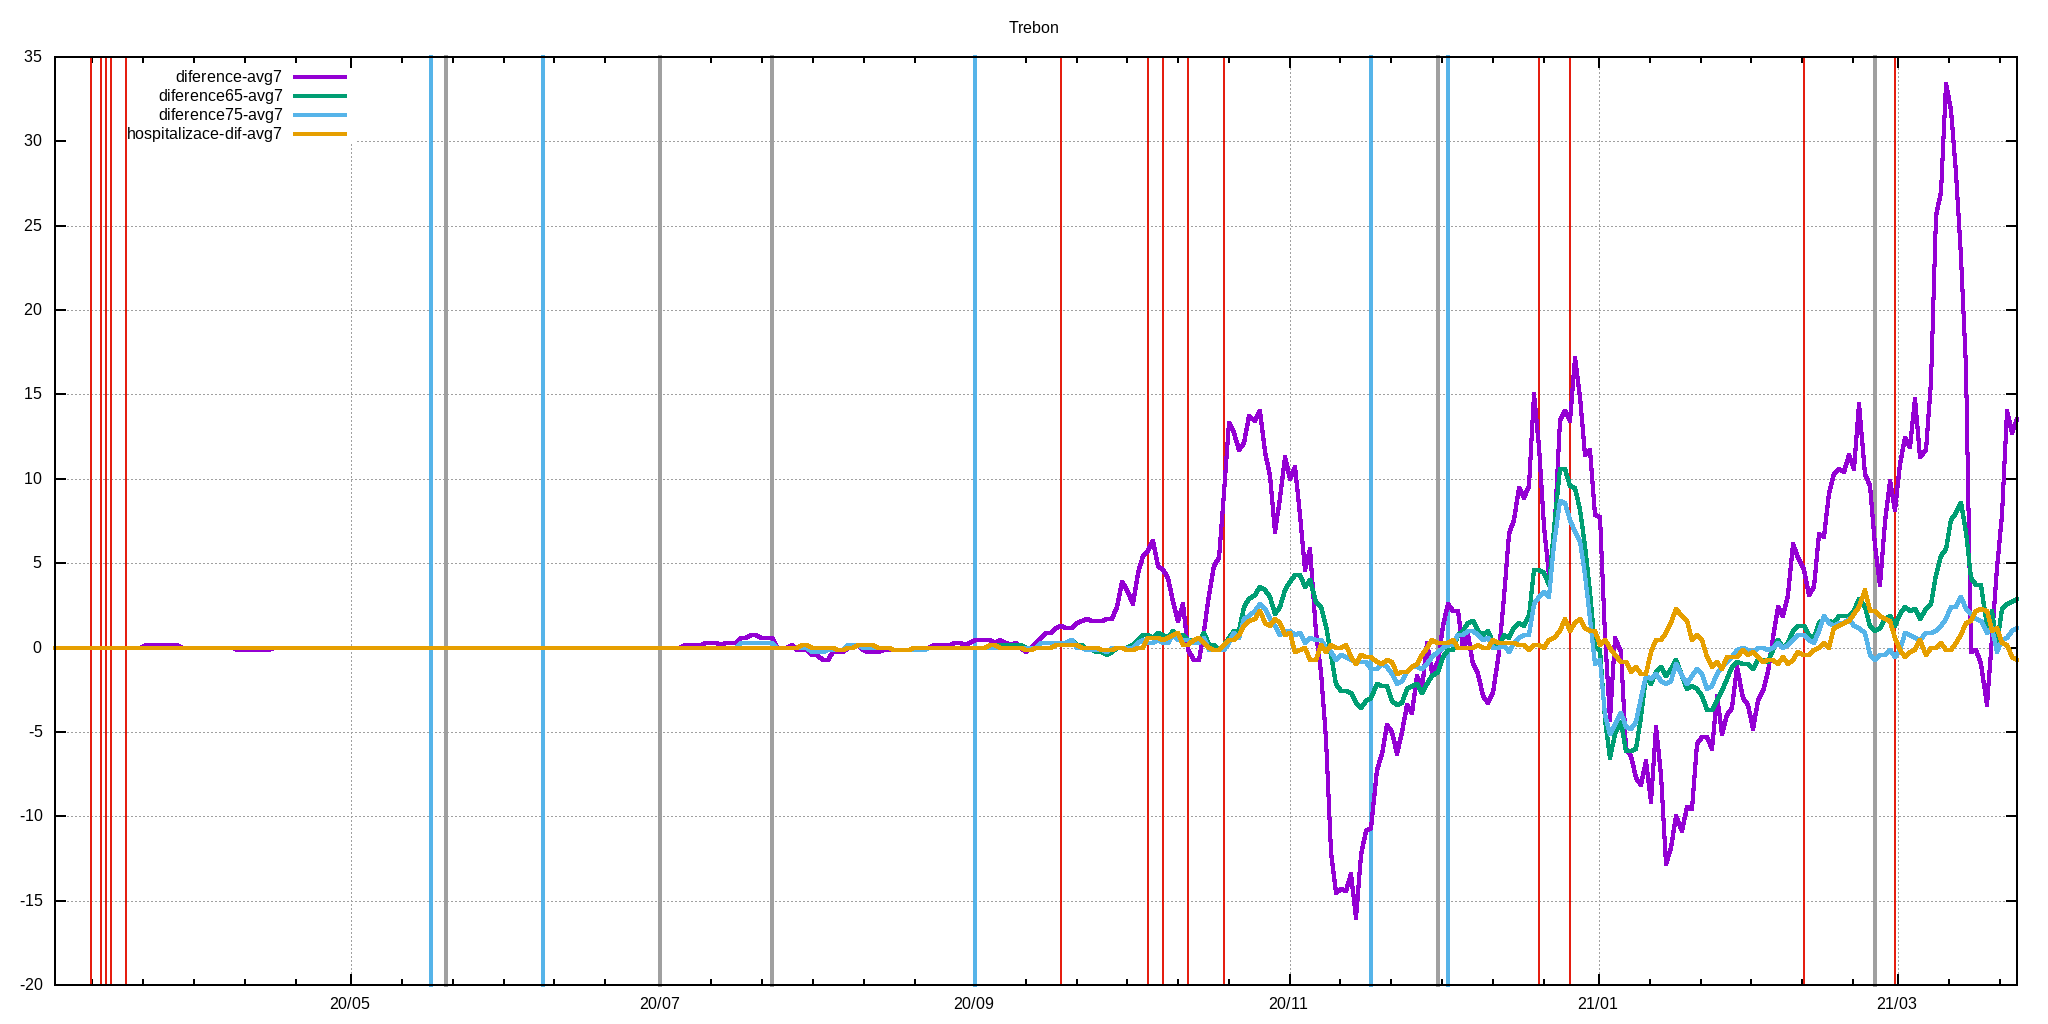 Trebon
35
30
25
20
15
10
5
0
-5
-10
-15
-20
diference-avg7
diference65-avg7
diference75-avg7
hospitalizace-dif-avg7
20/05 20/07 20/09 20/11 21/01 21/03